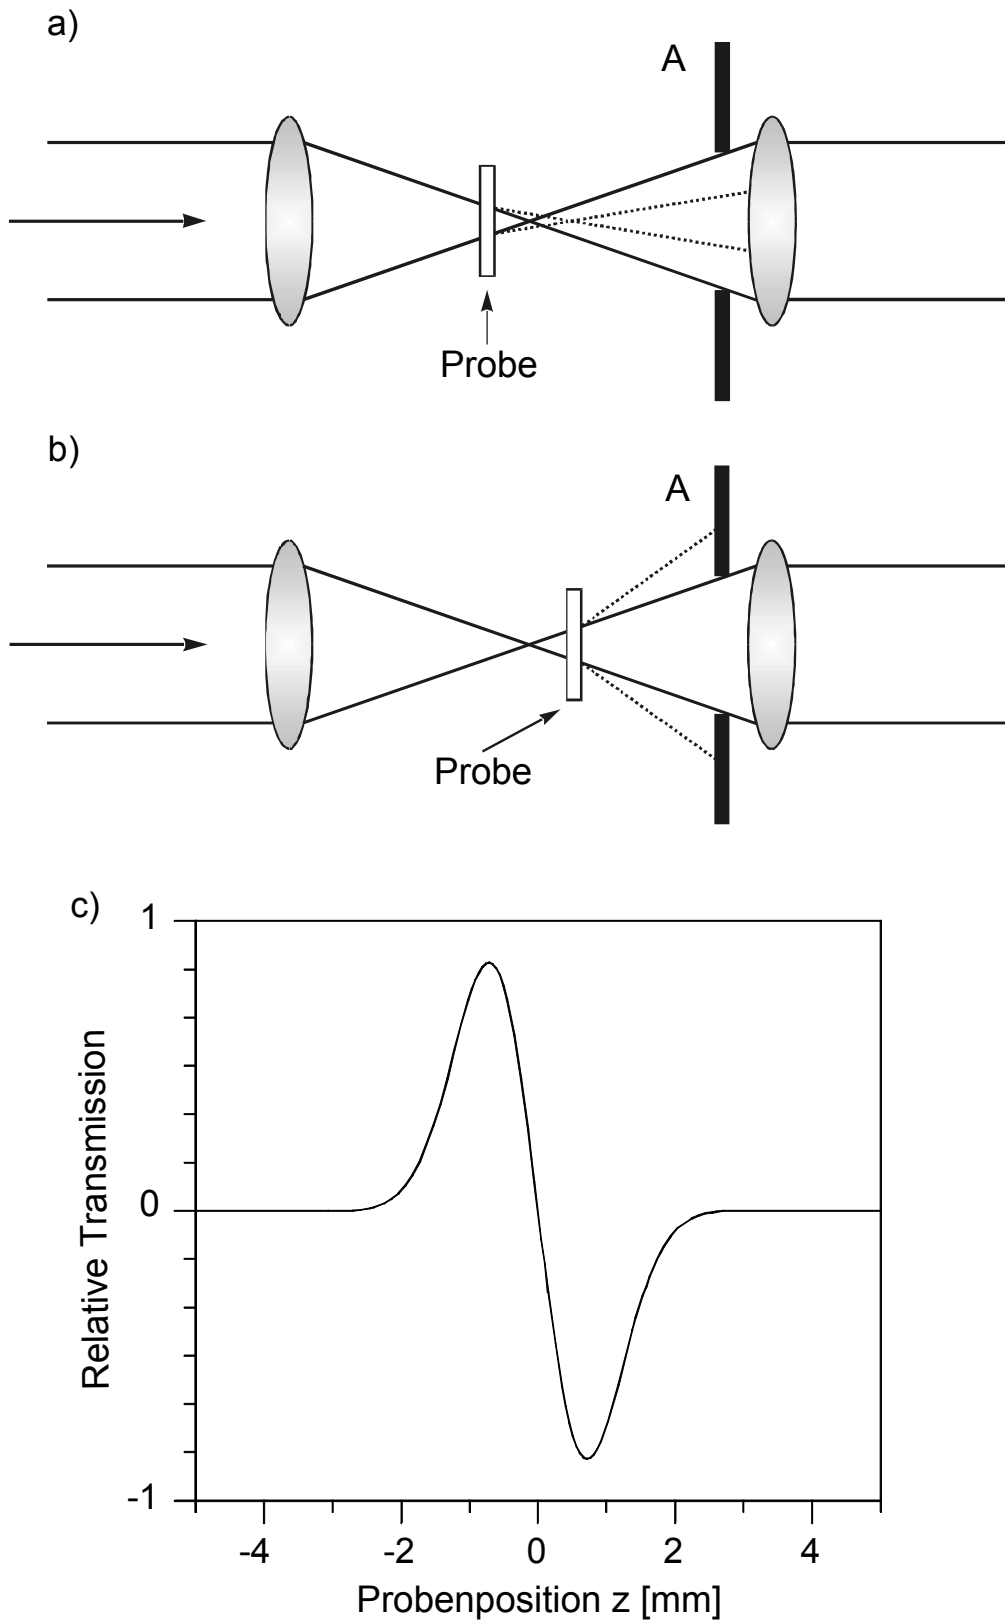 a)
A
Probe
b)
A
Probe
c)
1
0
-1
Relative Transmission
-4 -2 0 2 4
Probenposition z [mm]